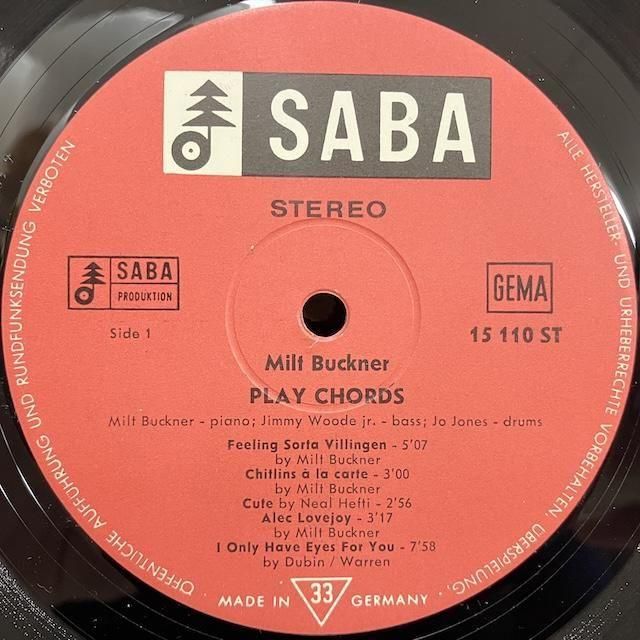 SABA
STEREO
SABA
PRODUKTION
GEMA
Side 1
15 110 ST
Milt Buckner
PLAY CHORDS
Milt Buckner - piano; Jimmy Woode jr. - bass; Jo Jones - drums
Feeling Sorta Villingen - 5'07
by Milt Buckner
Chitlins à la carte - 3'00
by Milt Buckner
Cute by Neal Hefti - 2'56
Alec Lovejoy - 3'17
by Milt Buckner
I Only Have Eyes For You - 7'58
by Dubin / Warren
MADE IN 33 GERMANY
ALLE HERSTELLER- UND URHEBERRECHTE VORBEHALTEN. ÜBERSPIELUNG,
ÖFFENTLICHE AUFFÜHRUNG UND RUNDFUNKSENDUNG VERBOTEN